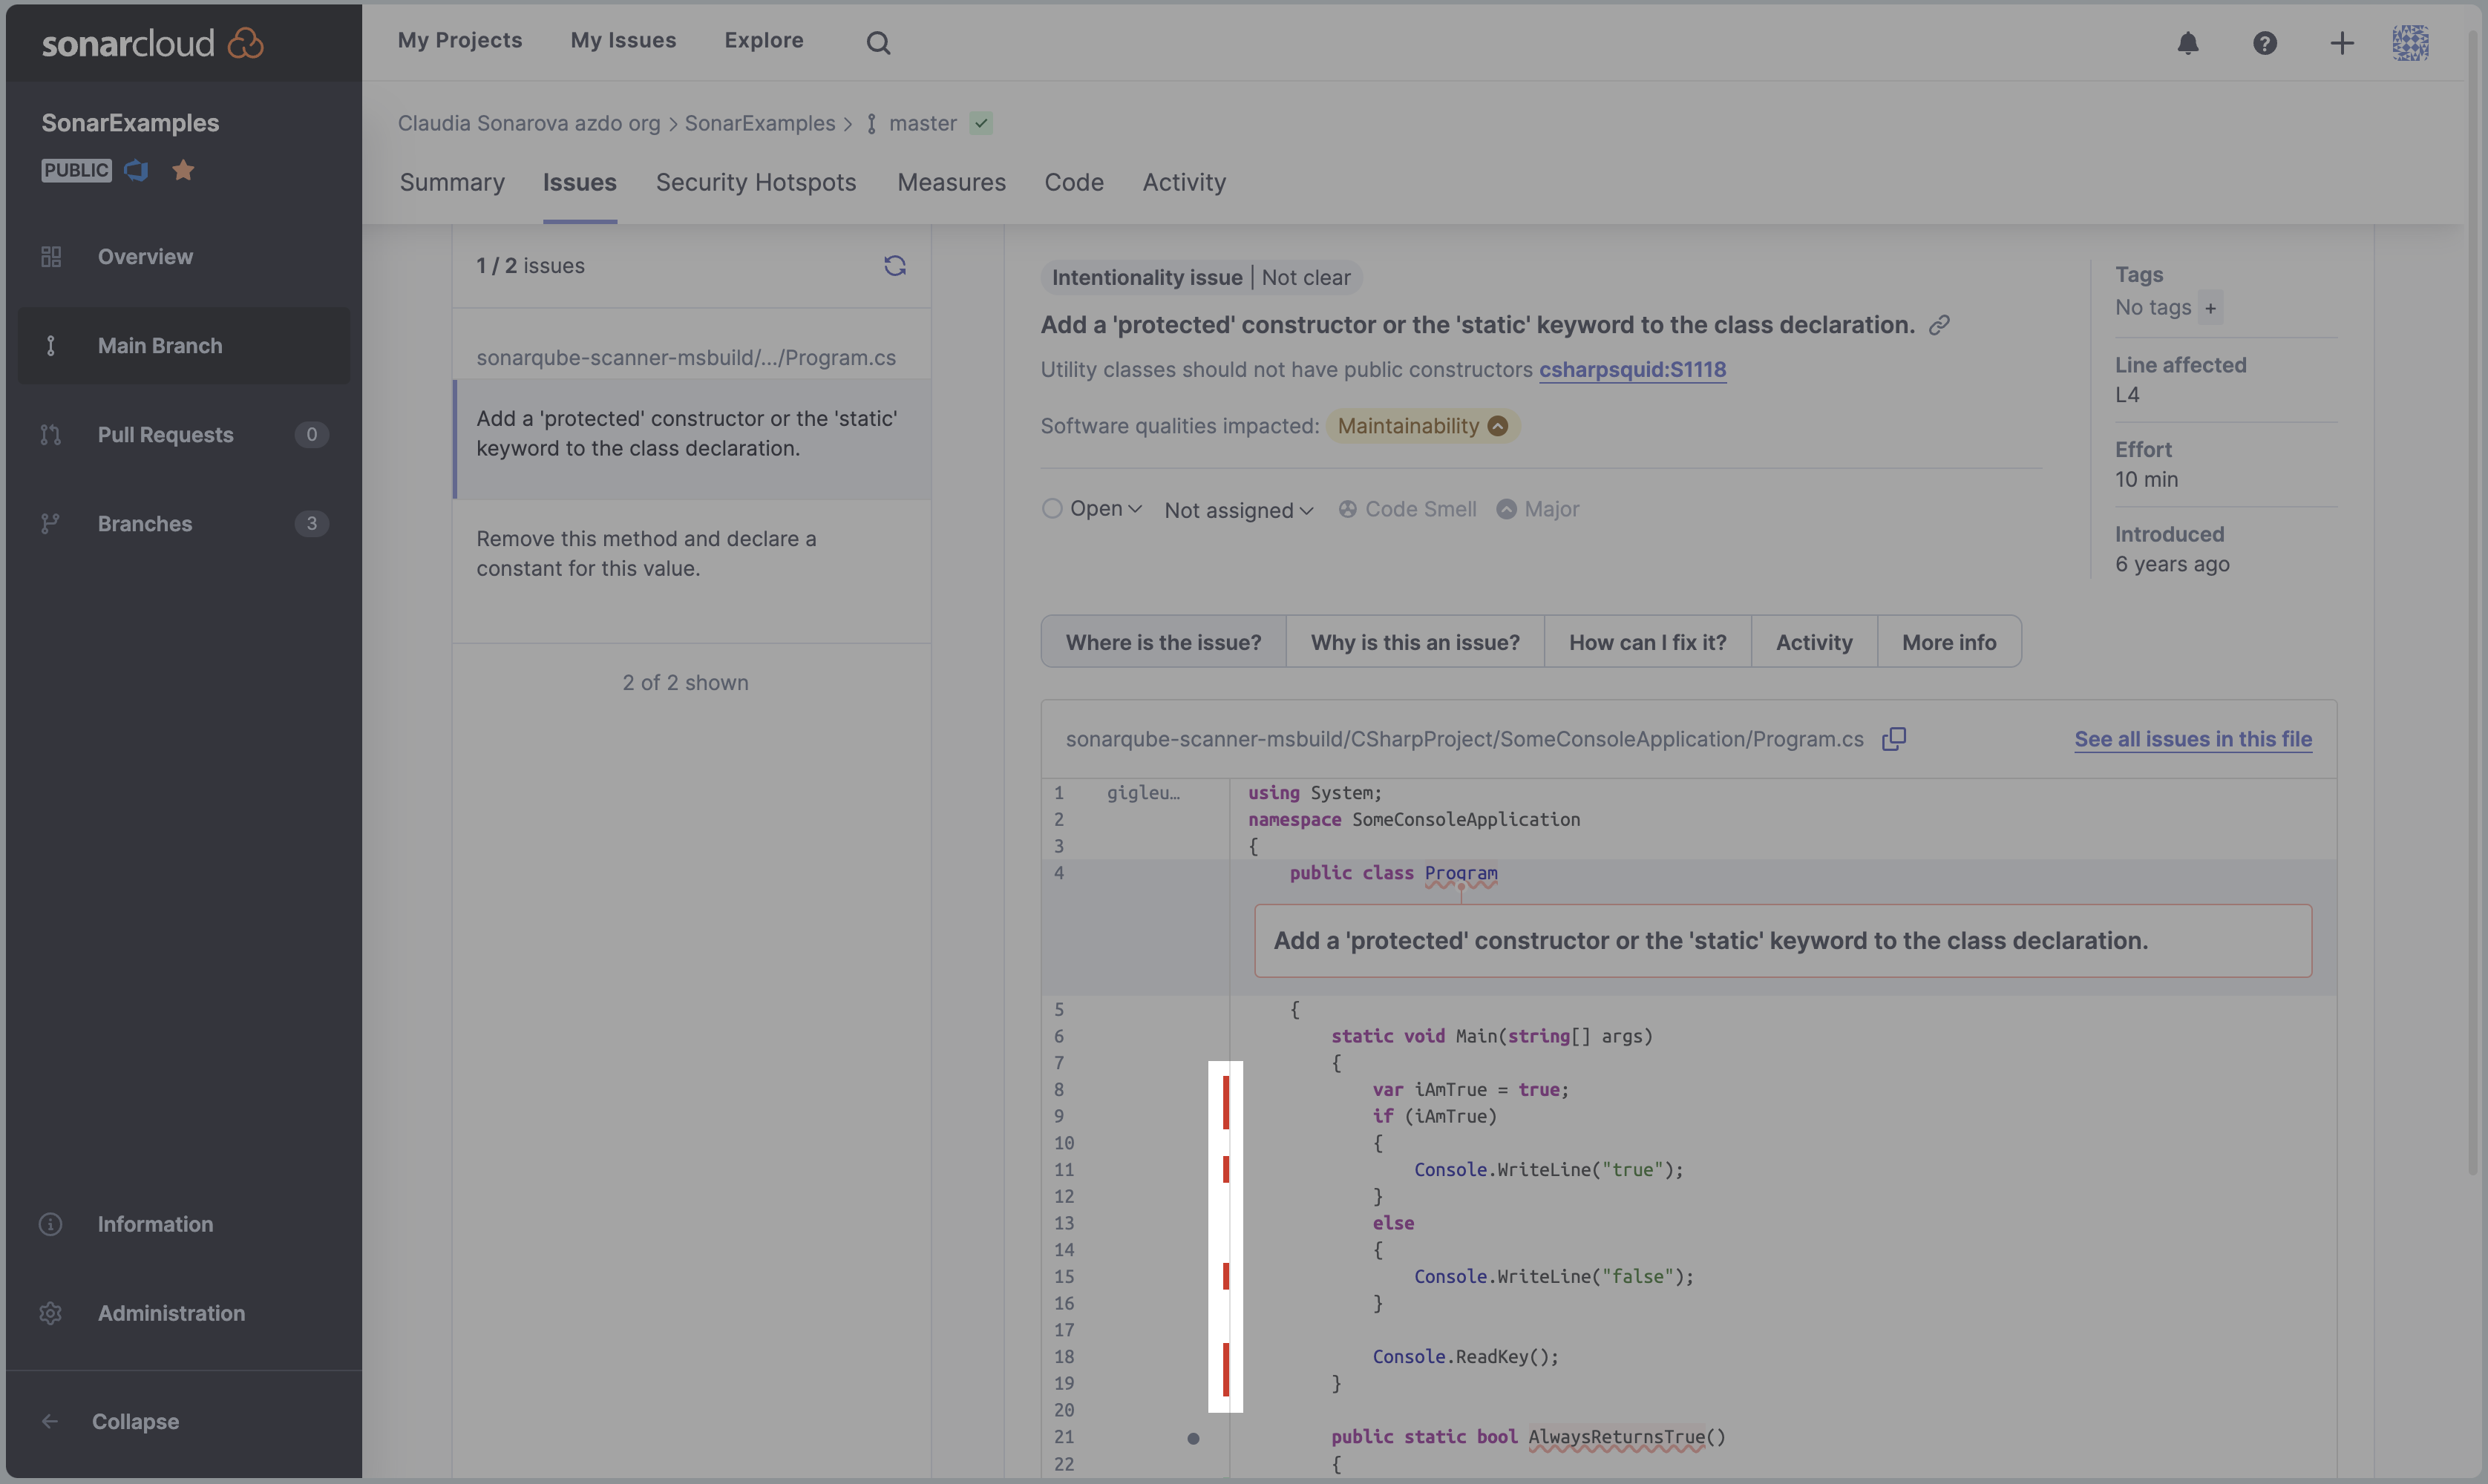 sonarcloud
My Projects My Issues Explore
SonarExamples
PUBLIC
Overview
Main Branch
Pull Requests 0
Branches 3
Information
Administration
Collapse
Claudia Sonarova azdo org > SonarExamples > master
Summary Issues Security Hotspots Measures Code Activity
1 / 2 issues
sonarqube-scanner-msbuild/.../Program.cs
Add a 'protected' constructor or the 'static'
keyword to the class declaration.
Remove this method and declare a
constant for this value.
2 of 2 shown
Intentionality issue | Not clear
Add a 'protected' constructor or the 'static' keyword to the class declaration.
Utility classes should not have public constructors csharpsquid:S1118
Software qualities impacted: Maintainability
Open Not assigned Code Smell Major
Tags
No tags +
Line affected
L4
Effort
10 min
Introduced
6 years ago
Where is the issue? Why is this an issue? How can I fix it? Activity More info
sonarqube-scanner-msbuild/CSharpProject/SomeConsoleApplication/Program.cs See all issues in this file
1 gigleu… using System;
2 namespace SomeConsoleApplication
3 {
4 public class Program
Add a 'protected' constructor or the 'static' keyword to the class declaration.
5 {
6 static void Main(string[] args)
7 {
8 var iAmTrue = true;
9 if (iAmTrue)
10 {
11 Console.WriteLine("true");
12 }
13 else
14 {
15 Console.WriteLine("false");
16 }
17
18 Console.ReadKey();
19 }
20
21 public static bool AlwaysReturnsTrue()
22 {